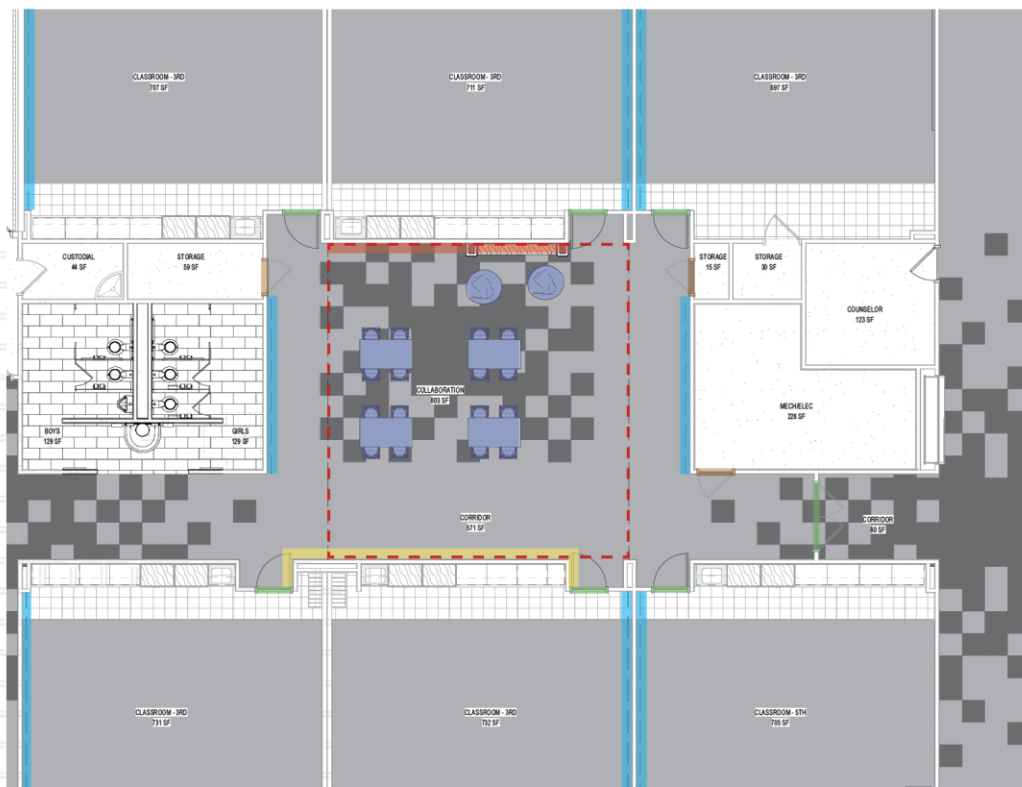 CLASSROOM - 3RD
707 SF
CLASSROOM - 3RD
711 SF
CLASSROOM - 3RD
697 SF
CUSTODIAL
44 SF
STORAGE
59 SF
STORAGE
15 SF
STORAGE
30 SF
COUNSELOR
123 SF
COLLABORATION
803 SF
MECH/ELEC
228 SF
BOYS
129 SF
GIRLS
129 SF
CORRIDOR
571 SF
CORRIDOR
80 SF
CLASSROOM - 3RD
731 SF
CLASSROOM - 3RD
732 SF
CLASSROOM - 5TH
705 SF